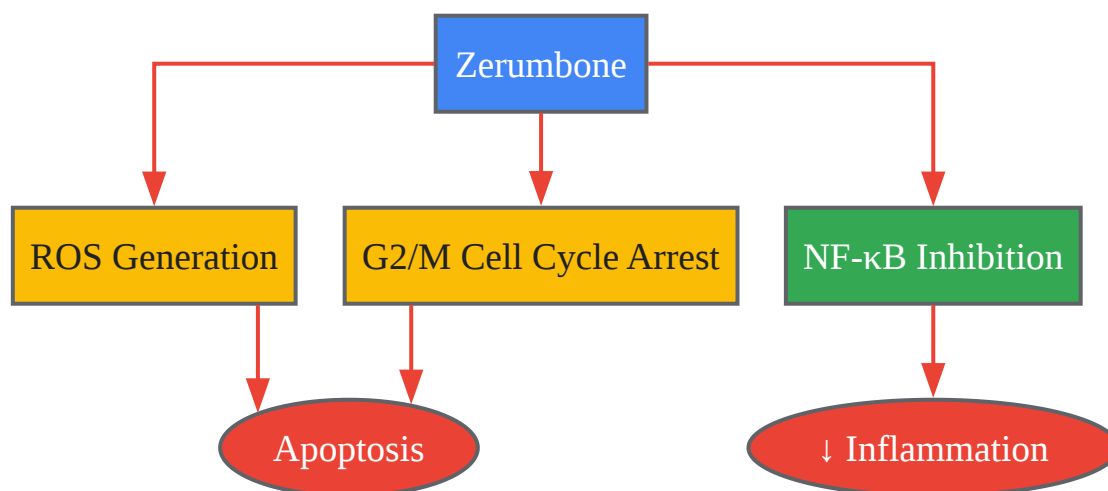 Zerumbone
ROS Generation
G2/M Cell Cycle Arrest
NF-κB Inhibition
Apoptosis
↓ Inflammation